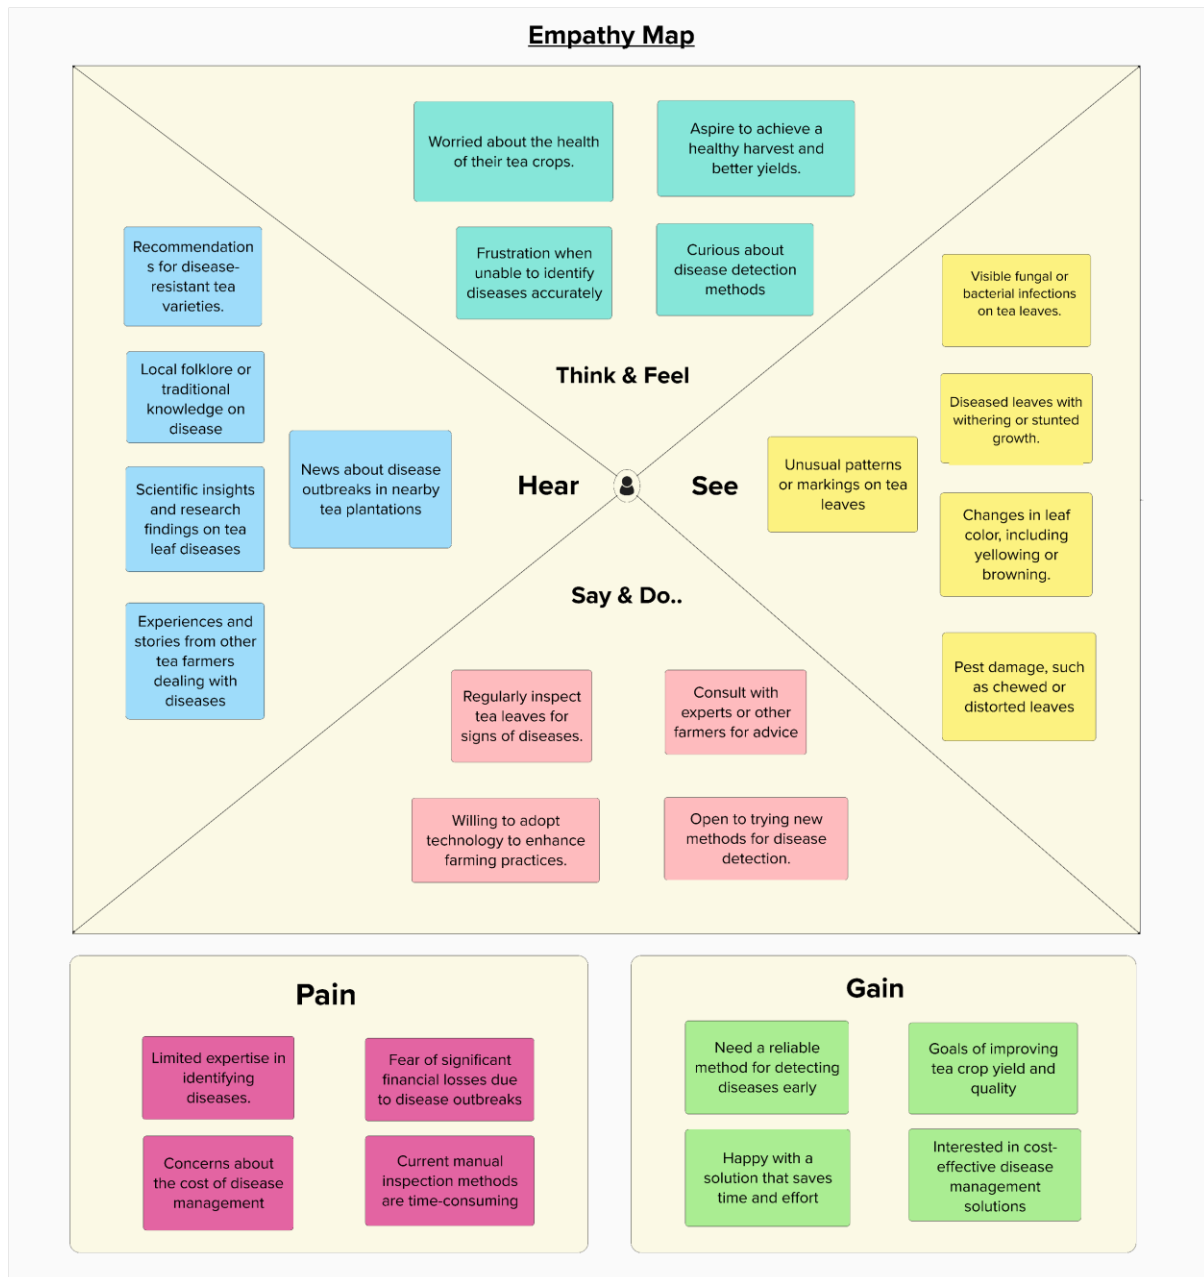 Empathy Map
Worried about the health
of their tea crops.
Aspire to achieve a
healthy harvest and
better yields.
Frustration when
unable to identify
diseases accurately
Curious about
disease detection
methods
Think & Feel
Recommendation
s for disease-
resistant tea
varieties.
Local folklore or
traditional
knowledge on
disease
Scientific insights
and research
findings on tea
leaf diseases
Experiences and
stories from other
tea farmers
dealing with
diseases
News about disease
outbreaks in nearby
tea plantations
Hear
See
Unusual patterns
or markings on tea
leaves
Visible fungal or
bacterial infections
on tea leaves.
Diseased leaves with
withering or stunted
growth.
Changes in leaf
color, including
yellowing or
browning.
Pest damage, such
as chewed or
distorted leaves
Say & Do..
Regularly inspect
tea leaves for
signs of diseases.
Consult with
experts or other
farmers for advice
Willing to adopt
technology to enhance
farming practices.
Open to trying new
methods for disease
detection.
Pain
Limited expertise in
identifying
diseases.
Fear of significant
financial losses due
to disease outbreaks
Concerns about
the cost of disease
management
Current manual
inspection methods
are time-consuming
Gain
Need a reliable
method for detecting
diseases early
Goals of improving
tea crop yield and
quality
Happy with a
solution that saves
time and effort
Interested in cost-
effective disease
management
solutions